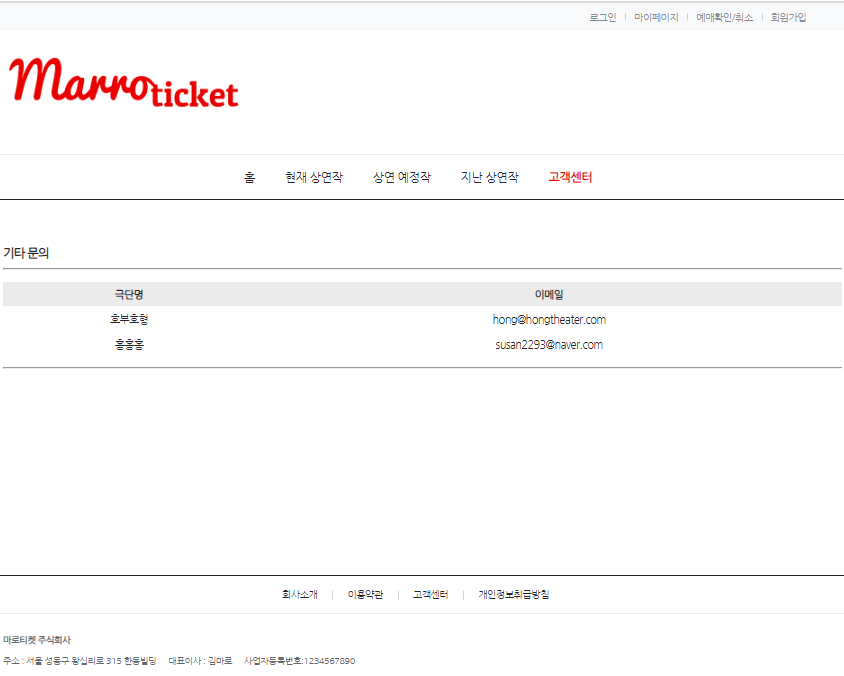 로그인 | 마이페이지 | 예매확인/취소 | 회원가입
Marro ticket
홈 현재 상연작 상연 예정작 지난 상연작 고객센터
기타 문의
극단명 이메일
호부호형 hong@hongtheater.com
홍홍홍 susan2293@naver.com
회사소개 | 이용약관 | 고객센터 | 개인정보취급방침
마로티켓 주식회사
주소 : 서울 성동구 왕십리로 315 한동빌딩 대표이사 : 김마로 사업자등록번호:1234567890